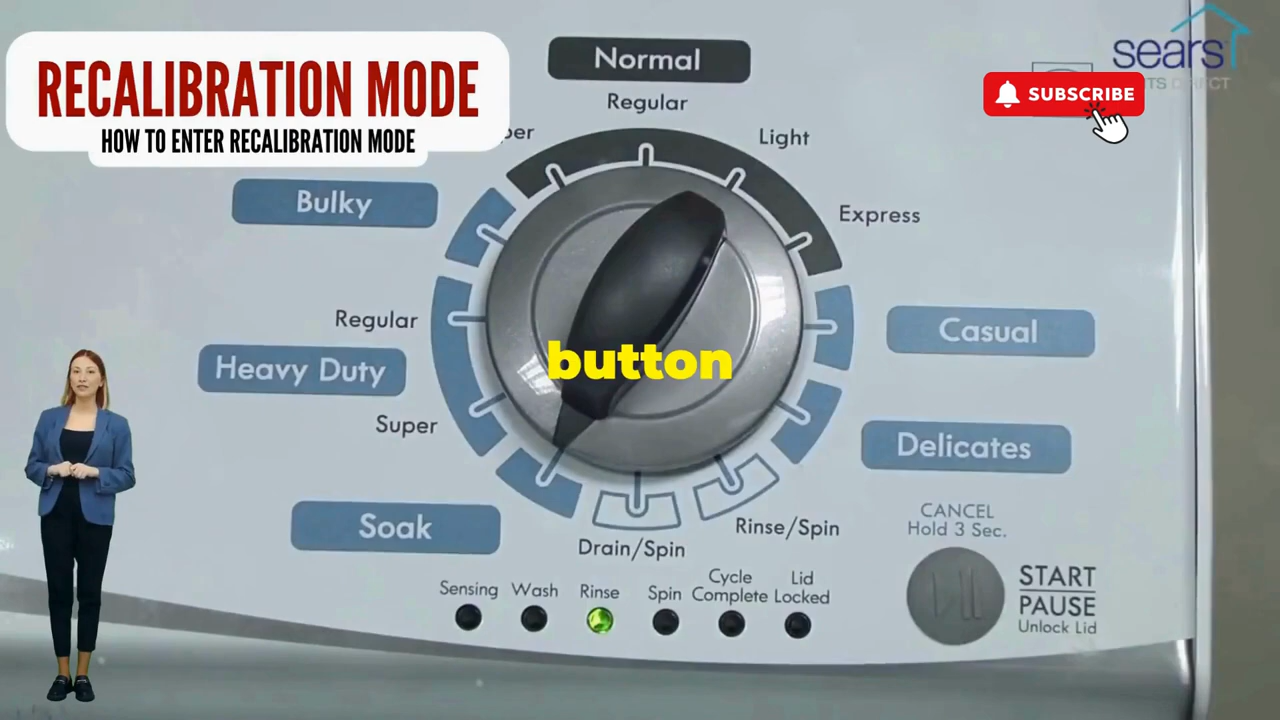 RECALIBRATION MODE
HOW TO ENTER RECALIBRATION MODE
sears
SUBSCRIBE
Normal
Regular
Light
Bulky
Express
Regular
Casual
Heavy Duty
button
Super
Delicates
Soak
Rinse/Spin
Drain/Spin
CANCEL
Hold 3 Sec.
Sensing
Wash
Rinse
Spin
Cycle
Complete
Lid
Locked
START
PAUSE
Unlock Lid